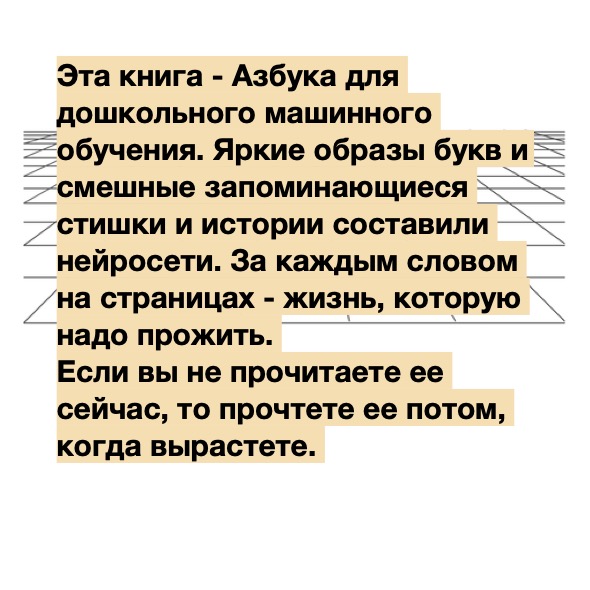 Эта книга - Азбука для
дошкольного машинного
обучения. Яркие образы букв и
смешные запоминающиеся
стишки и истории составили
нейросети. За каждым словом
на страницах - жизнь, которую
надо прожить.
Если вы не прочитаете ее
сейчас, то прочтете ее потом,
когда вырастете.